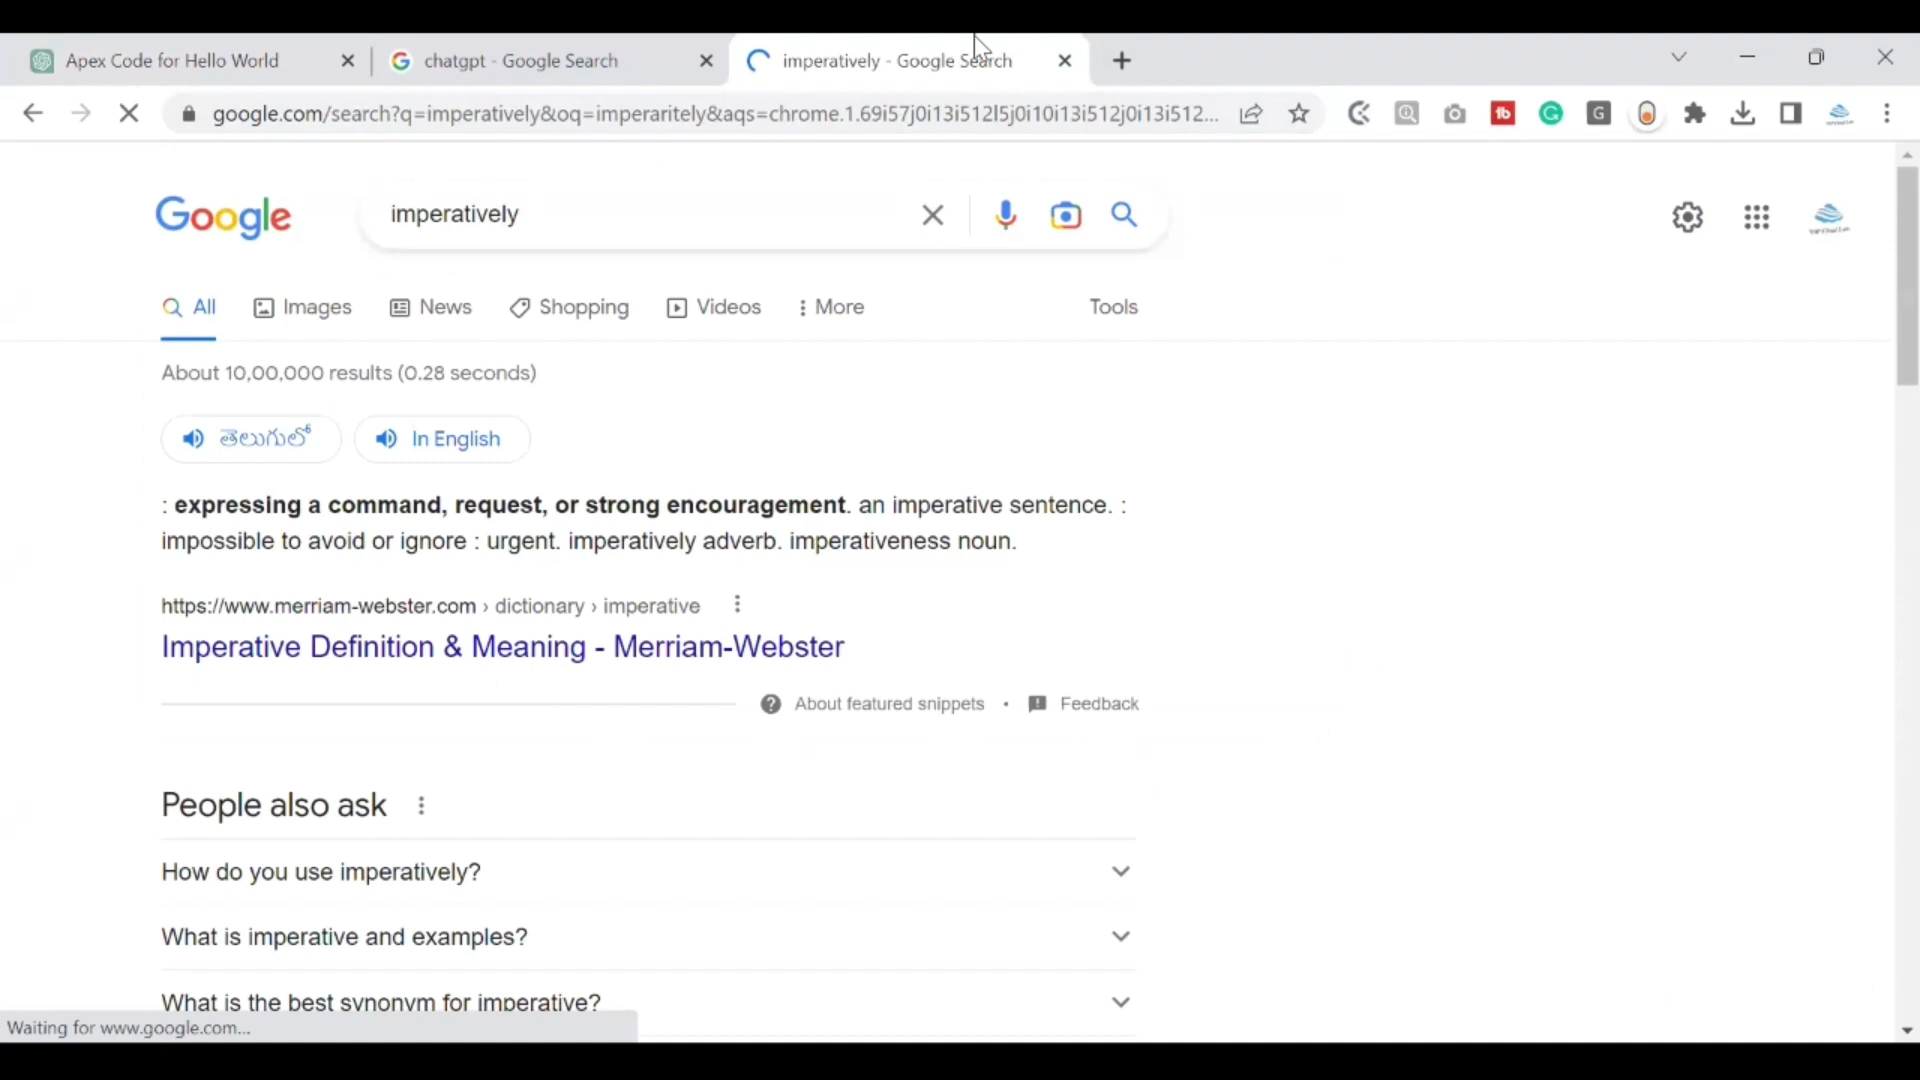 Apex Code for Hello World
chatgpt - Google Search
imperatively - Google Search
google.com/search?q=imperatively&oq=imperaritely&aqs=chrome.1.69i57j0i13i512l5j0i10i13i512j0i13i512...
Google
imperatively
All
Images
News
Shopping
Videos
More
Tools
About 10,00,000 results (0.28 seconds)
తెలుగులో
In English
: expressing a command, request, or strong encouragement. an imperative sentence. :
impossible to avoid or ignore : urgent. imperatively adverb. imperativeness noun.
https://www.merriam-webster.com › dictionary › imperative
Imperative Definition & Meaning - Merriam-Webster
About featured snippets
•
Feedback
People also ask
How do you use imperatively?
What is imperative and examples?
What is the best synonym for imperative?
Waiting for www.google.com...